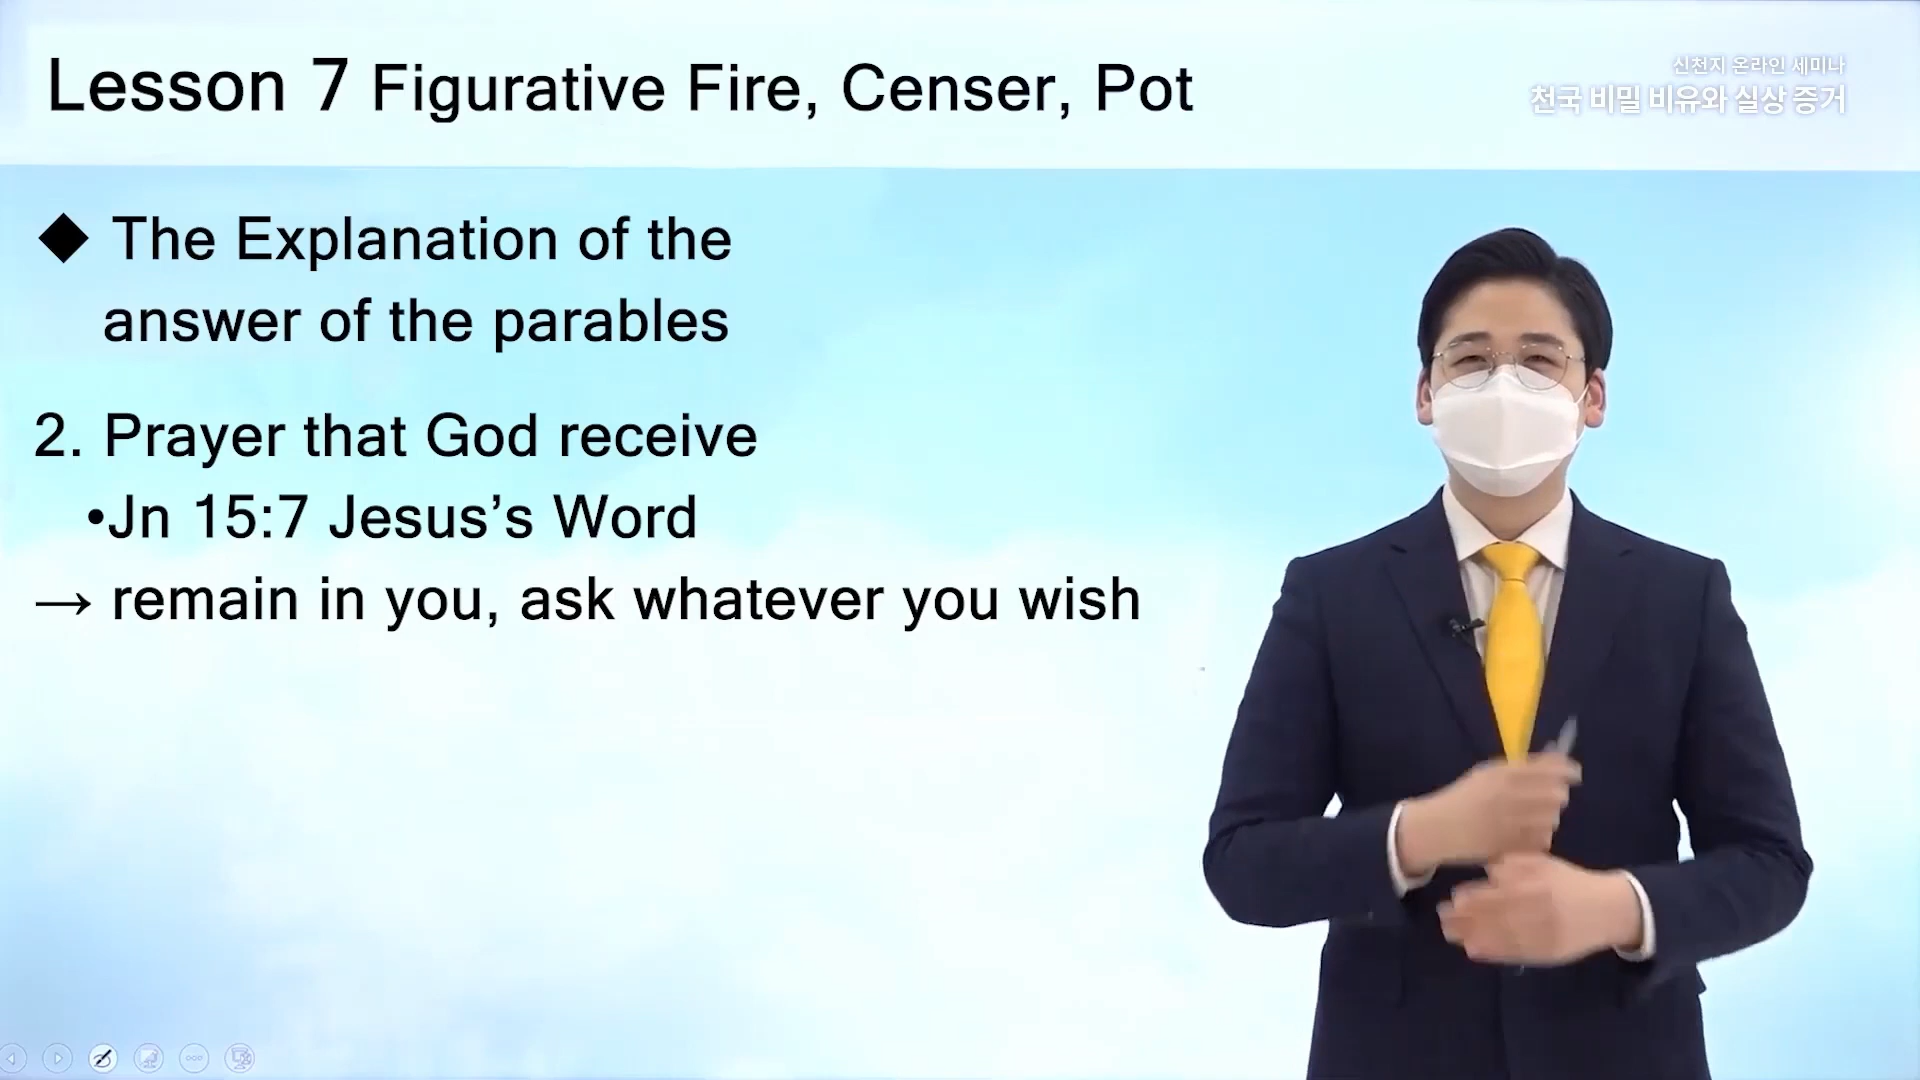 Lesson 7 Figurative Fire, Censer, Pot
신천지 온라인 세미나
천국 비밀 비유와 실상 증거
◆ The Explanation of the
answer of the parables
2. Prayer that God receive
•Jn 15:7 Jesus’s Word
→ remain in you, ask whatever you wish